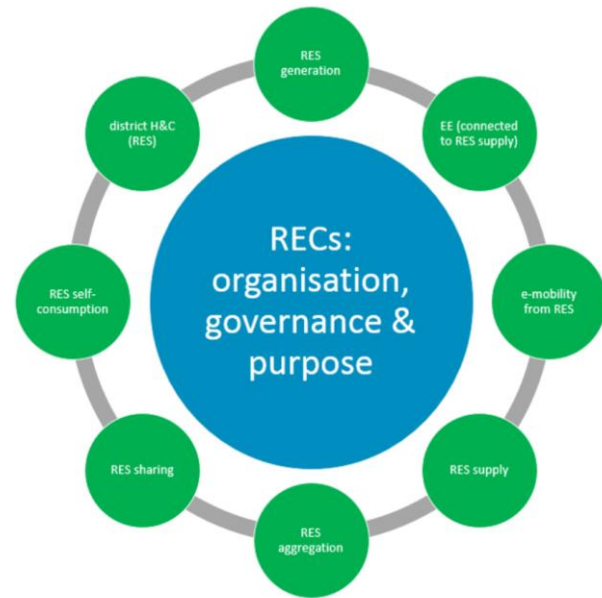 RES
generation
EE (connected
to RES supply)
e-mobility
from RES
RES supply
RES
aggregation
RES sharing
RES self-
consumption
district H&C
(RES)
RECs:
organisation,
governance &
purpose